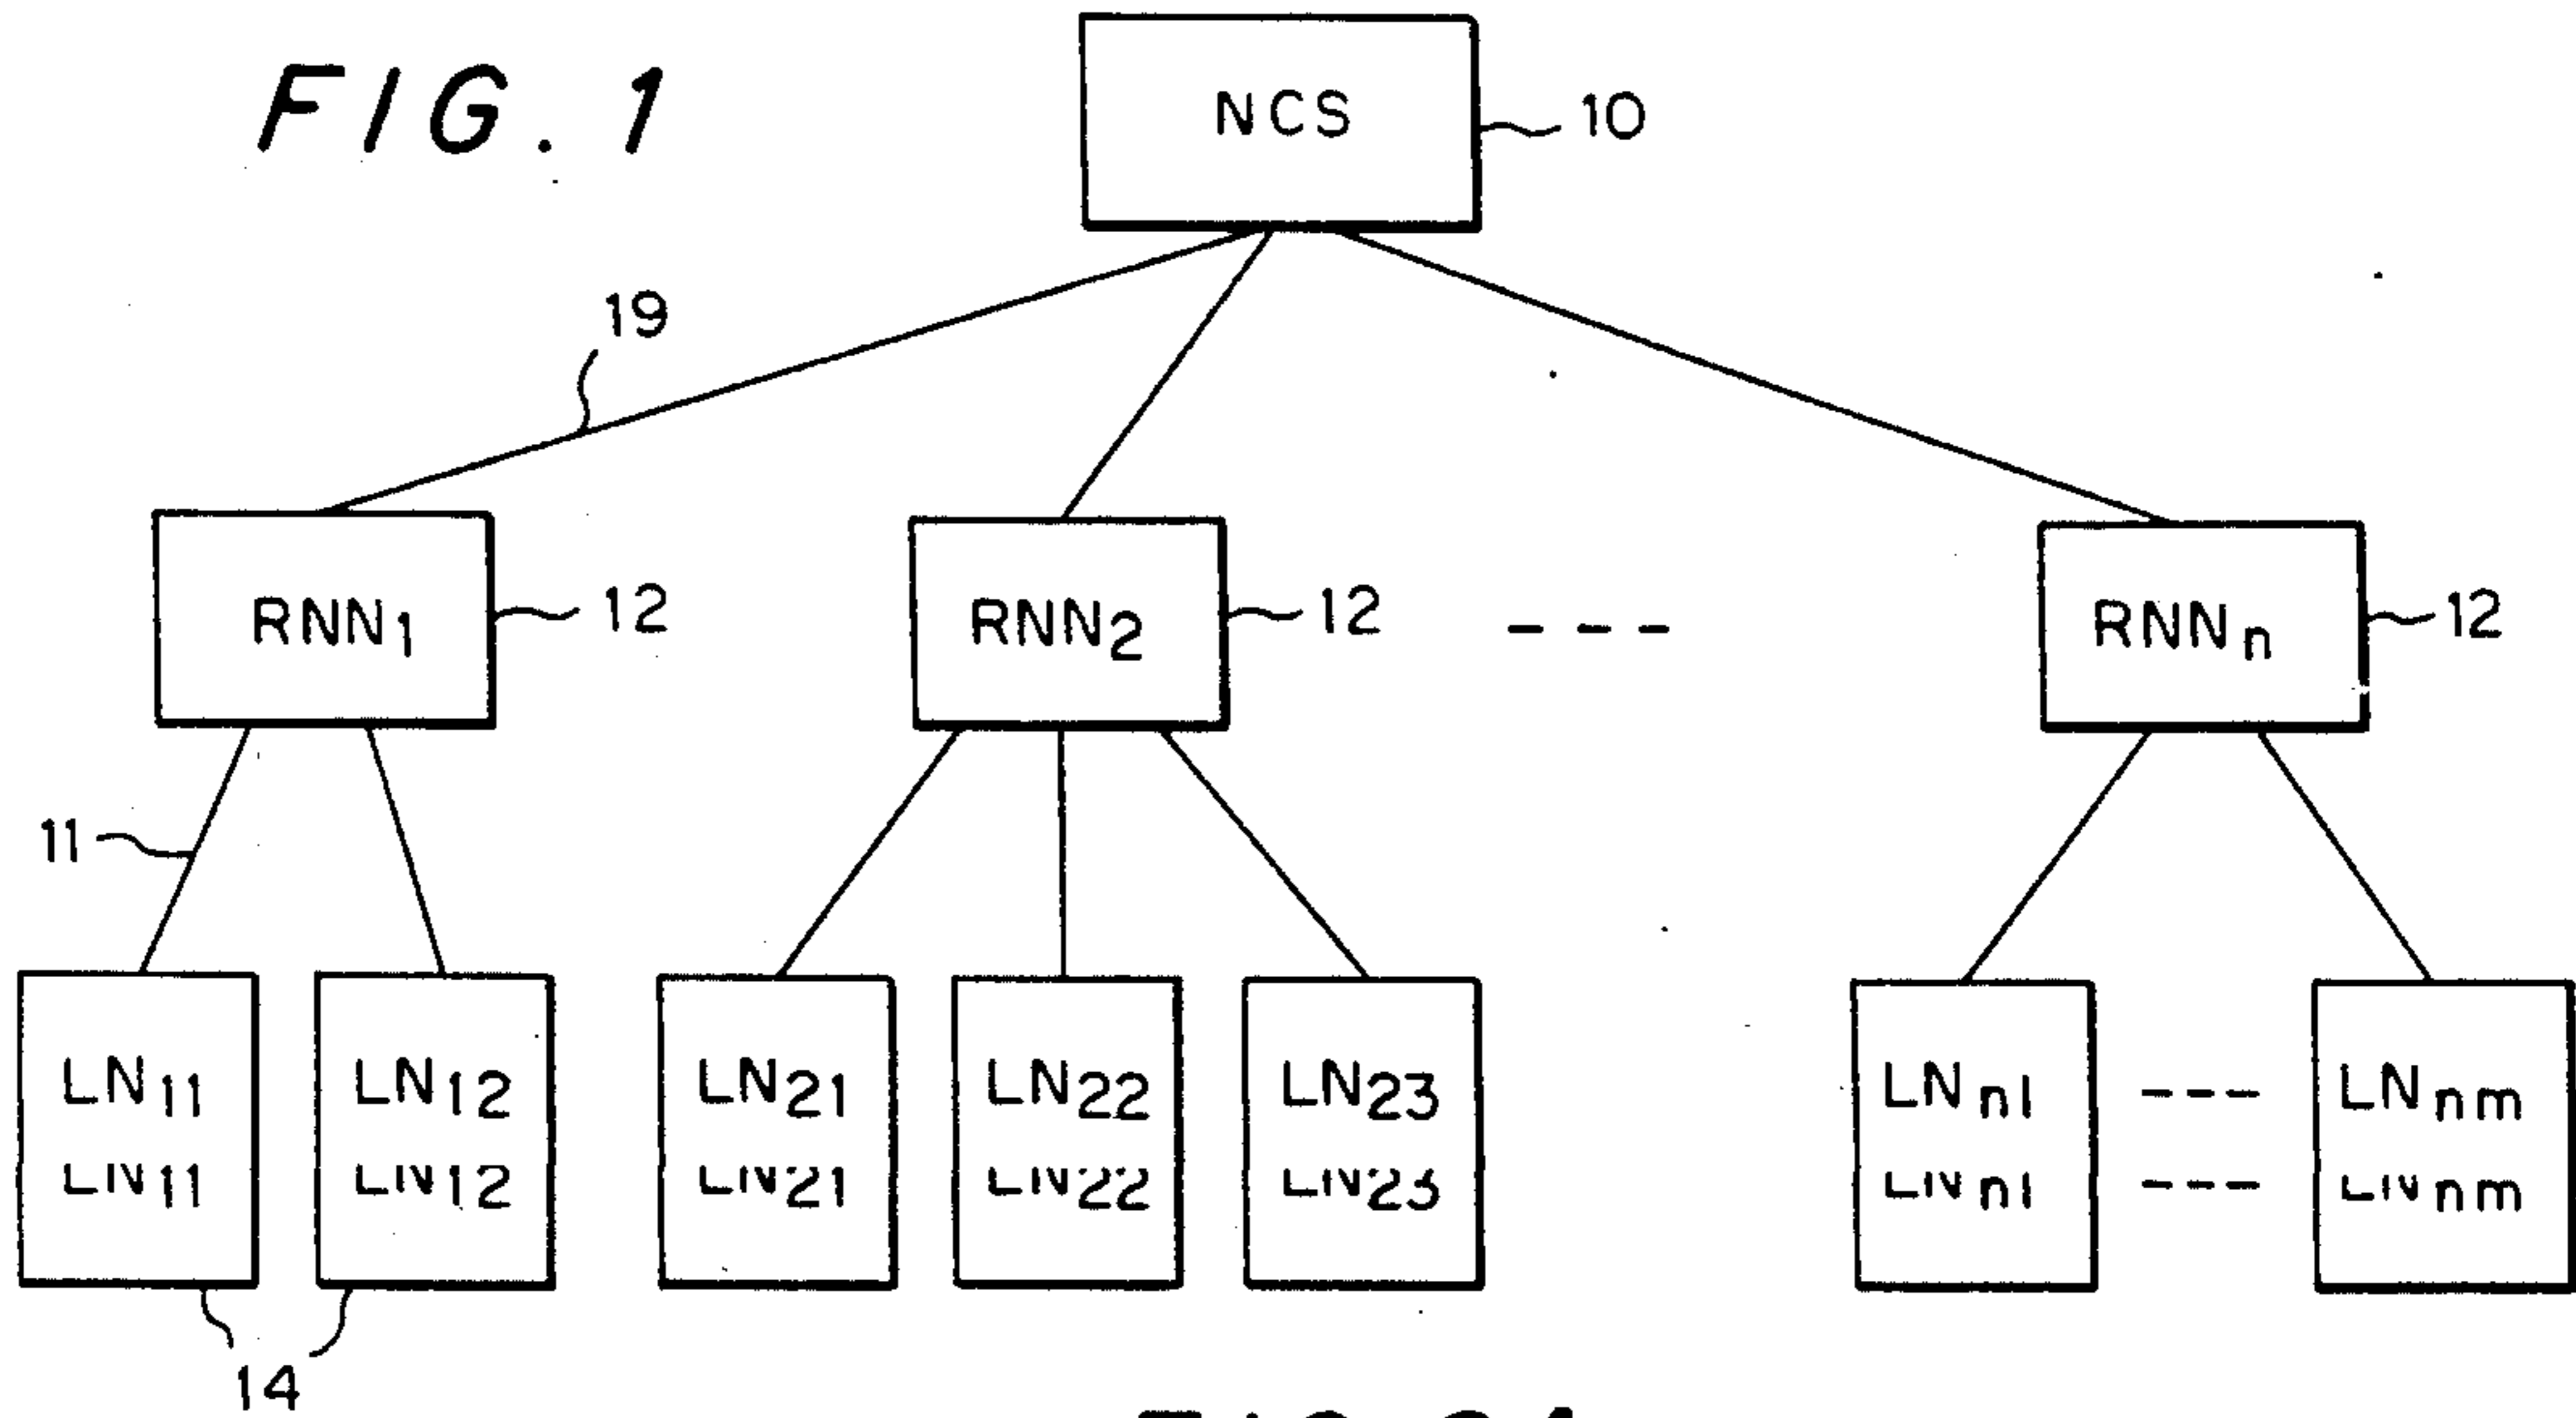 FIG. 1
NCS
10
19
RNN₁
12
RNN₂
12
---
RNNₙ
12
11
LN₁₁
LN₁₂
LN₂₁
LN₂₂
LN₂₃
LNₙ₁
---
LNₙₘ
LN₁₁
LN₁₂
LN₂₁
LN₂₂
LN₂₃
LNₙ₁
---
LNₙₘ
14